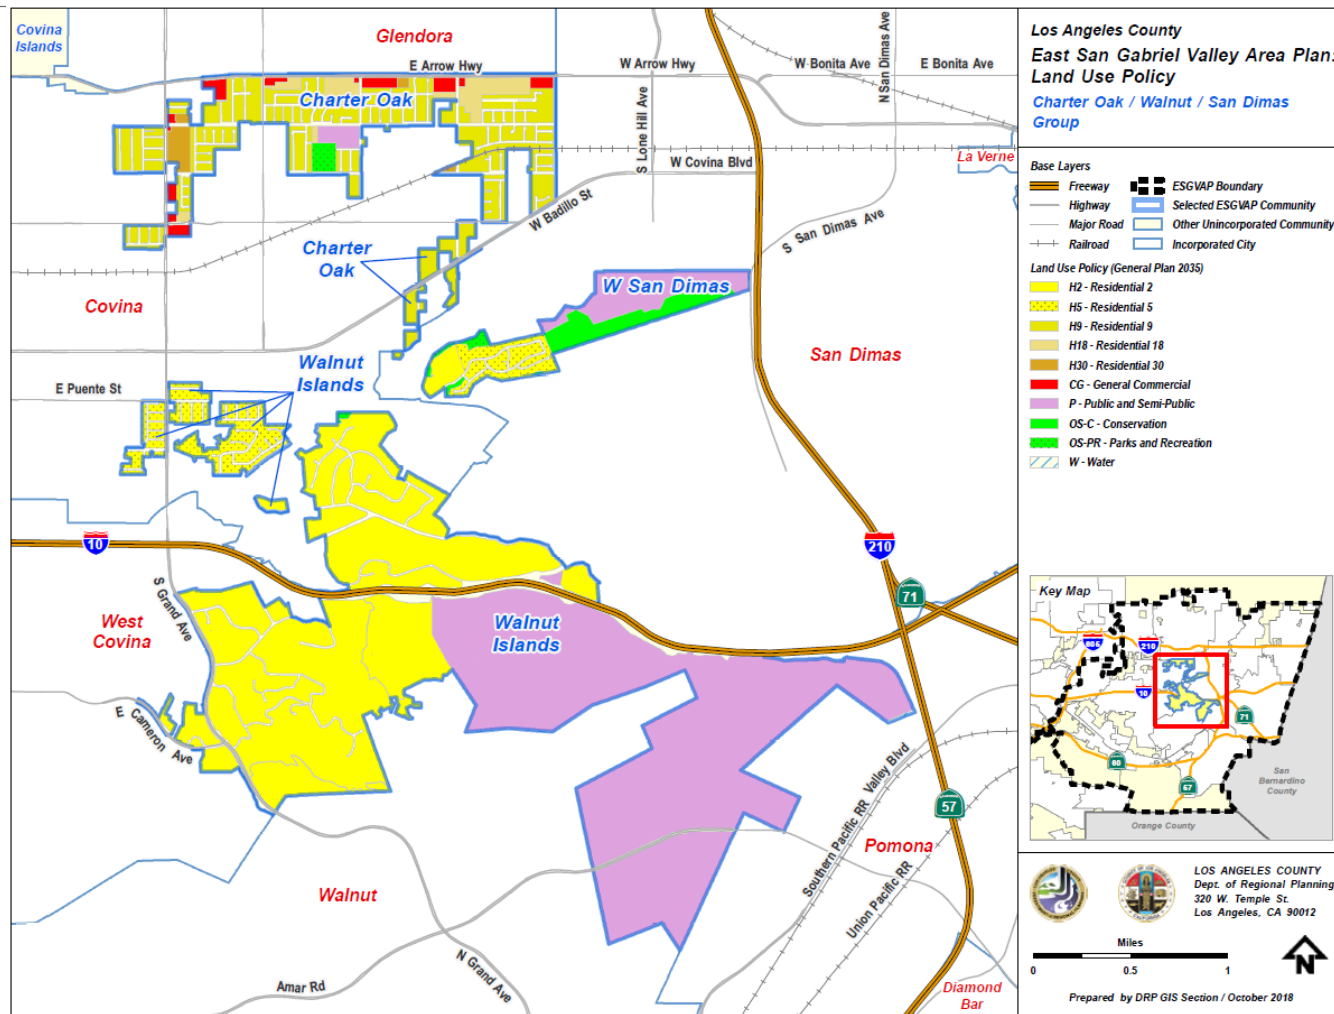 Los Angeles County
East San Gabriel Valley Area Plan:
Land Use Policy
Charter Oak / Walnut / San Dimas
Group
Base Layers
Freeway
ESGVAP Boundary
Highway
Selected ESGVAP Community
Major Road
Other Unincorporated Community
Railroad
Incorporated City
Land Use Policy (General Plan 2035)
H2 - Residential 2
H5 - Residential 5
H9 - Residential 9
H18 - Residential 18
H30 - Residential 30
CG - General Commercial
P - Public and Semi-Public
OS-C - Conservation
OS-PR - Parks and Recreation
W - Water
Covina
Islands
Glendora
E Arrow Hwy
W Arrow Hwy
W Bonita Ave
E Bonita Ave
N San Dimas Ave
Charter Oak
S Lone Hill Ave
W Covina Blvd
La Verne
W Badillo St
S San Dimas Ave
Charter
Oak
W San Dimas
Covina
San Dimas
Walnut
Islands
E Puente St
10
210
71
S Grand Ave
West
Covina
Walnut
Islands
E Cameron Ave
Valley Blvd
Southern Pacific RR
57
Pomona
Union Pacific RR
Walnut
N Grand Ave
Amar Rd
Diamond
Bar
Key Map
605
210
10
71
60
57
San
Bernardino
County
Orange County
LOS ANGELES COUNTY
Dept. of Regional Planning
320 W. Temple St.
Los Angeles, CA 90012
Miles
0
0.5
1
N
Prepared by DRP GIS Section / October 2018